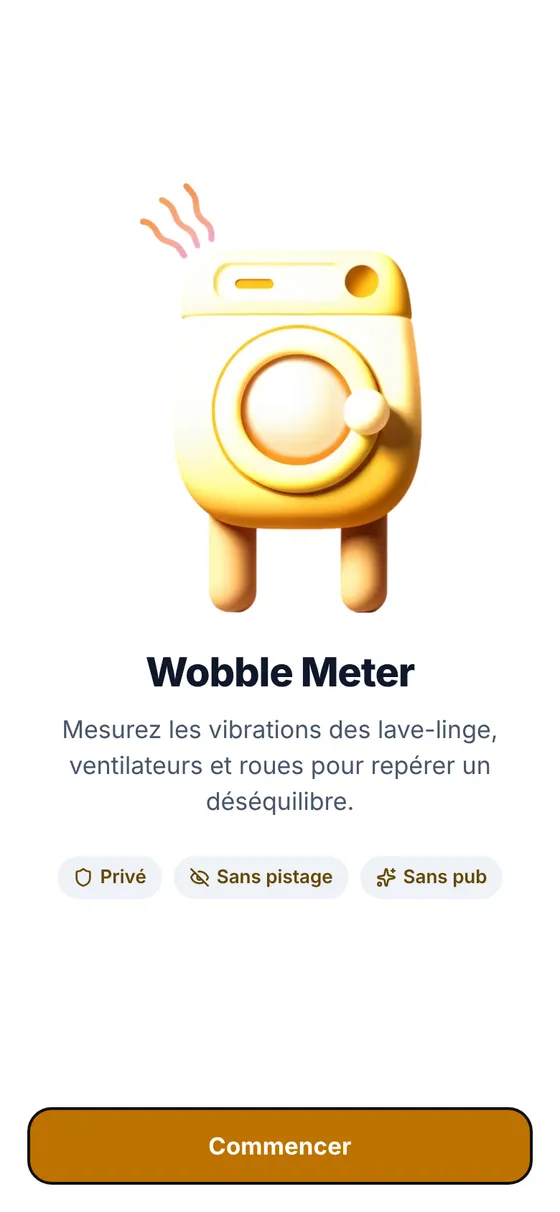 Wobble Meter
Mesurez les vibrations des lave-linge,
ventilateurs et roues pour repérer un
déséquilibre.
Privé
Sans pistage
Sans pub
Commencer